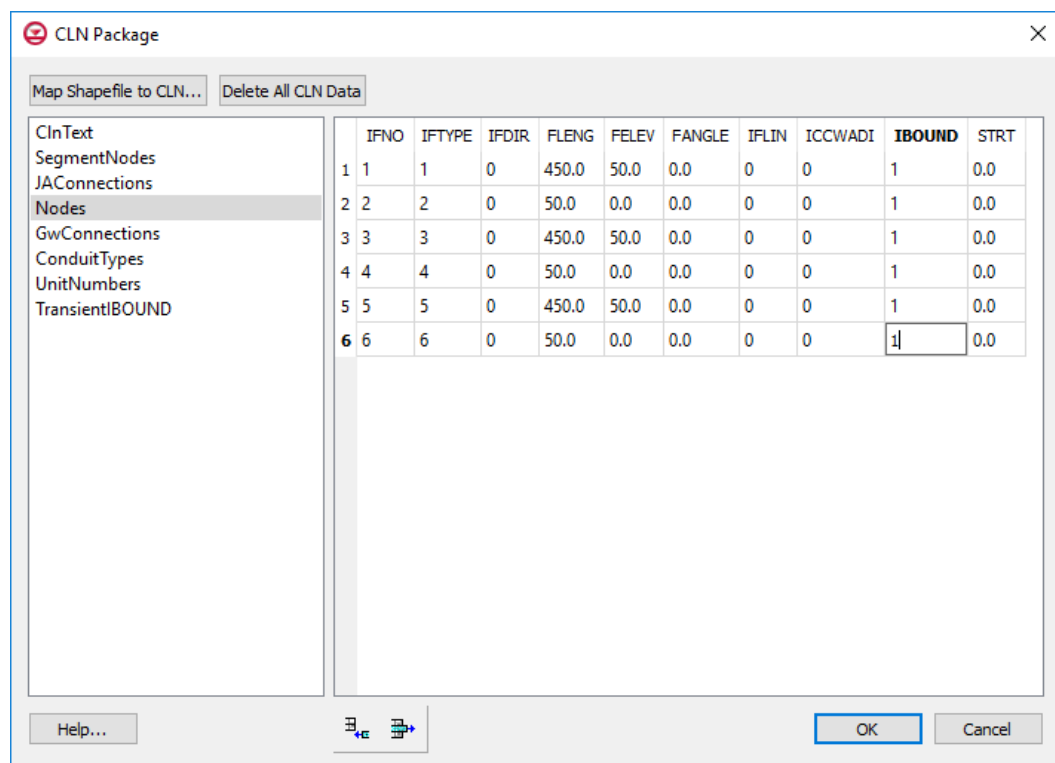 CLN Package
Map Shapefile to CLN... Delete All CLN Data
ClnText
SegmentNodes
JAConnections
Nodes
GwConnections
ConduitTypes
UnitNumbers
TransientIBOUND
IFNO IFTYPE IFDIR FLENG FELEV FANGLE IFLIN ICCWADI IBOUND STRT
1 1 1 0 450.0 50.0 0.0 0 0 1 0.0
2 2 2 0 50.0 0.0 0.0 0 0 1 0.0
3 3 3 0 450.0 50.0 0.0 0 0 1 0.0
4 4 4 0 50.0 0.0 0.0 0 0 1 0.0
5 5 5 0 450.0 50.0 0.0 0 0 1 0.0
6 6 6 0 50.0 0.0 0.0 0 0 1 0.0
Help... OK Cancel